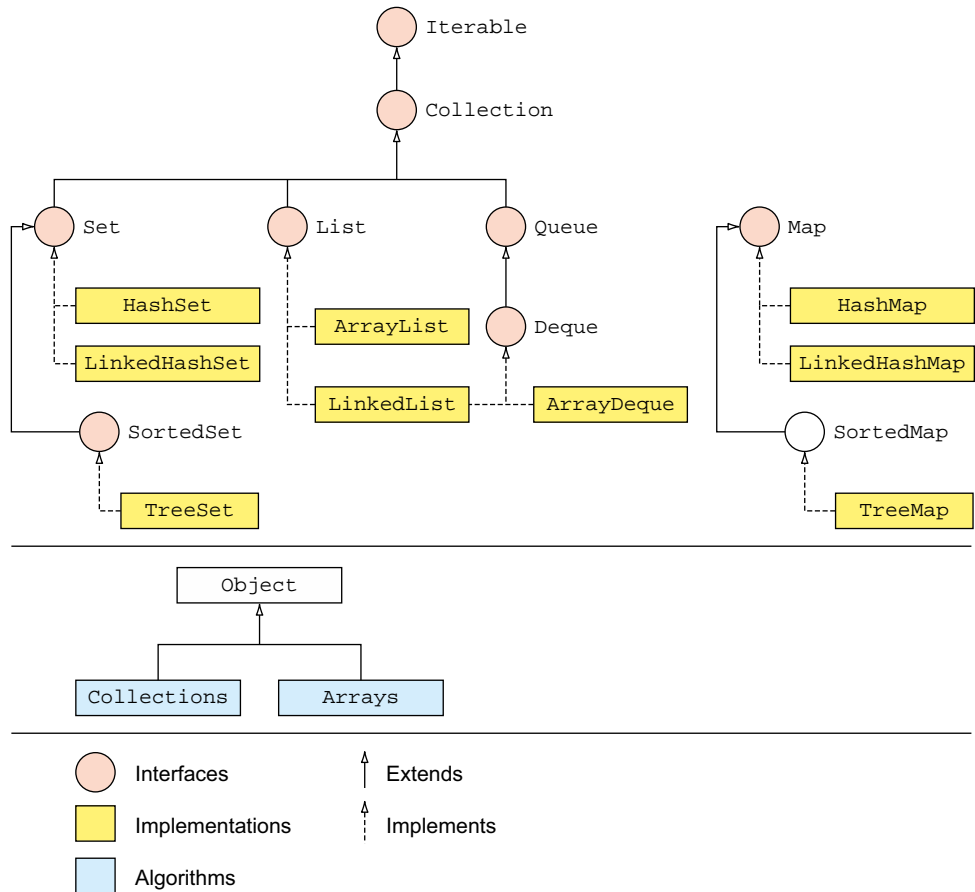 Iterable
Collection
Set
List
Queue
Map
HashSet
ArrayList
Deque
HashMap
LinkedHashSet
LinkedList
ArrayDeque
LinkedHashMap
SortedSet
SortedMap
TreeSet
TreeMap
Object
Collections
Arrays
Interfaces
Extends
Implementations
Implements
Algorithms